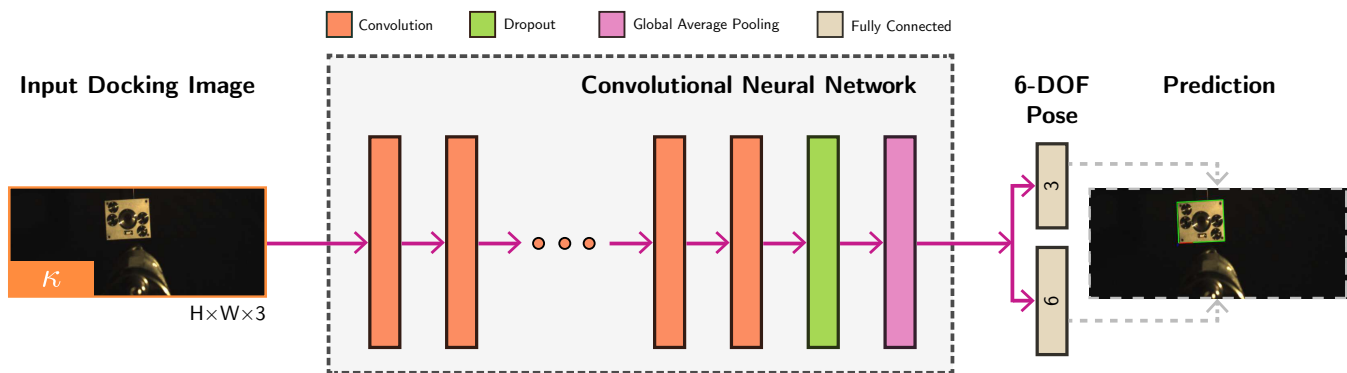 Convolution
Dropout
Global Average Pooling
Fully Connected
Input Docking Image
Convolutional Neural Network
6-DOF
Pose
Prediction
κ
H×W×3
3
6